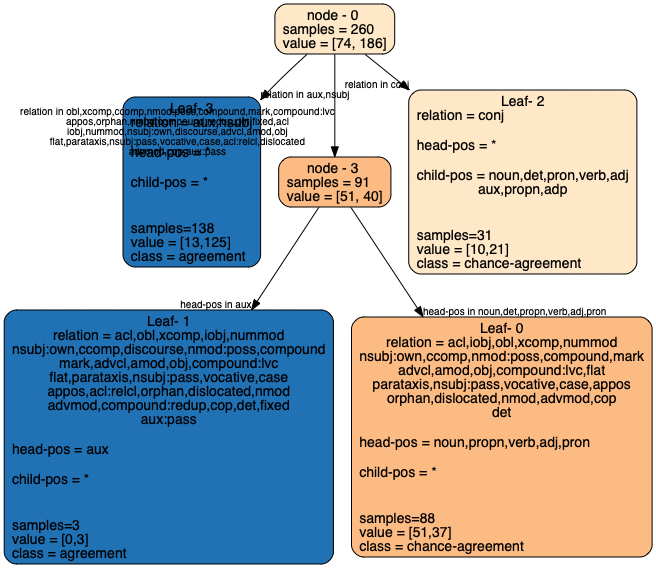 node - 0
samples = 260
value = [74, 186]
relation in aux,nsubj
relation in conj
relation in obl,xcomp,ccomp,nmod:poss,compound,mark,compound:lvc
iobj,nummod,nsubj:own,discourse,advcl,amod,obj
flat,parataxis,nsubj:pass,vocative,case,acl:relcl,dislocated
Leaf- 3
relation = aux,nsubj
head-pos = *
child-pos = *
samples=138
value = [13,125]
class = agreement
node - 3
samples = 91
value = [51, 40]
Leaf- 2
relation = conj
head-pos = *
child-pos = noun,det,pron,verb,adj
aux,propn,adp
samples=31
value = [10,21]
class = chance-agreement
head-pos in aux
head-pos in noun,det,propn,verb,adj,pron
Leaf- 1
relation = acl,obl,xcomp,iobj,nummod
nsubj:own,ccomp,discourse,nmod:poss,compound
mark,advcl,amod,obj,compound:lvc
flat,parataxis,nsubj:pass,vocative,case
appos,acl:relcl,orphan,dislocated,nmod
advmod,compound:redup,cop,det,fixed
aux:pass
head-pos = aux
child-pos = *
samples=3
value = [0,3]
class = agreement
Leaf- 0
relation = acl,iobj,obl,xcomp,nummod
nsubj:own,ccomp,nmod:poss,compound,mark
advcl,amod,obj,compound:lvc,flat
parataxis,nsubj:pass,vocative,case,appos
orphan,dislocated,nmod,advmod,cop
det
head-pos = noun,propn,verb,adj,pron
child-pos = *
samples=88
value = [51,37]
class = chance-agreement